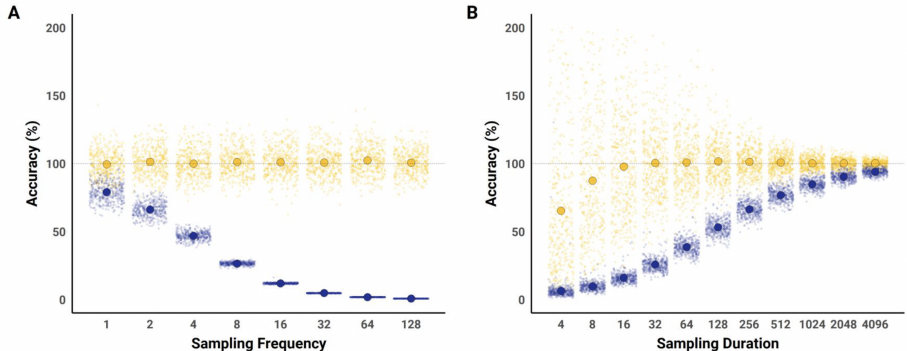 A
200
150
100
50
0
Accuracy (%)
1 2 4 8 16 32 64 128
Sampling Frequency
B
200
150
100
50
0
Accuracy (%)
4 8 16 32 64 128 256 512 1024 2048 4096
Sampling Duration